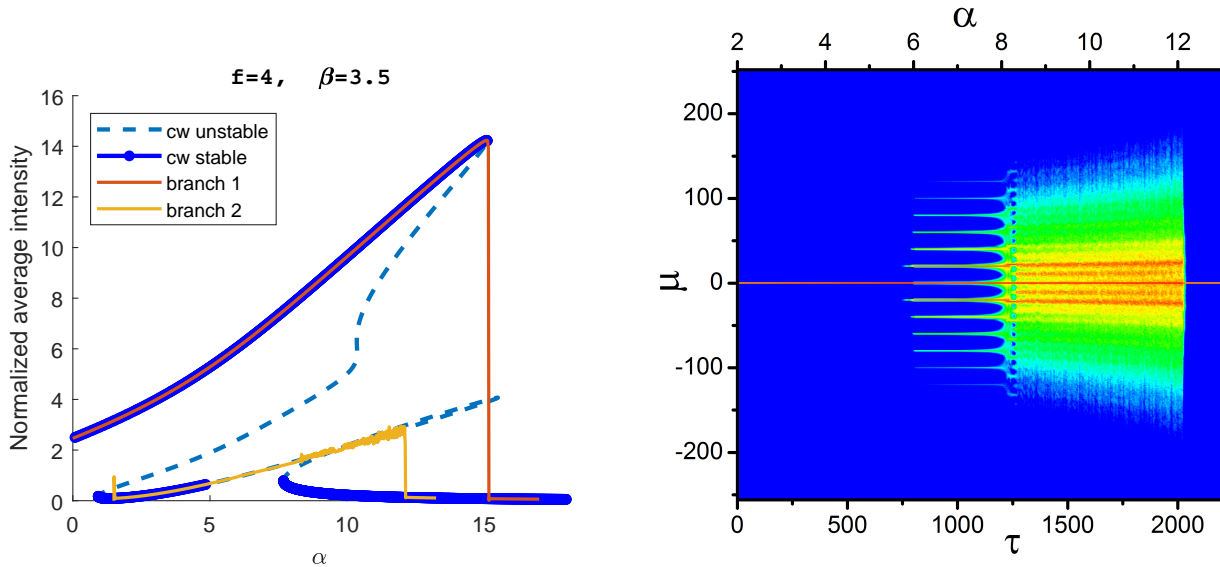 f=4, β=3.5
16
14
12
10
8
6
4
2
0
Normalized average intensity
cw unstable
cw stable
branch 1
branch 2
0 5 10 15
α
α
2 4 6 8 10 12
200
100
0
-100
-200
μ
0 500 1000 1500 2000
τ